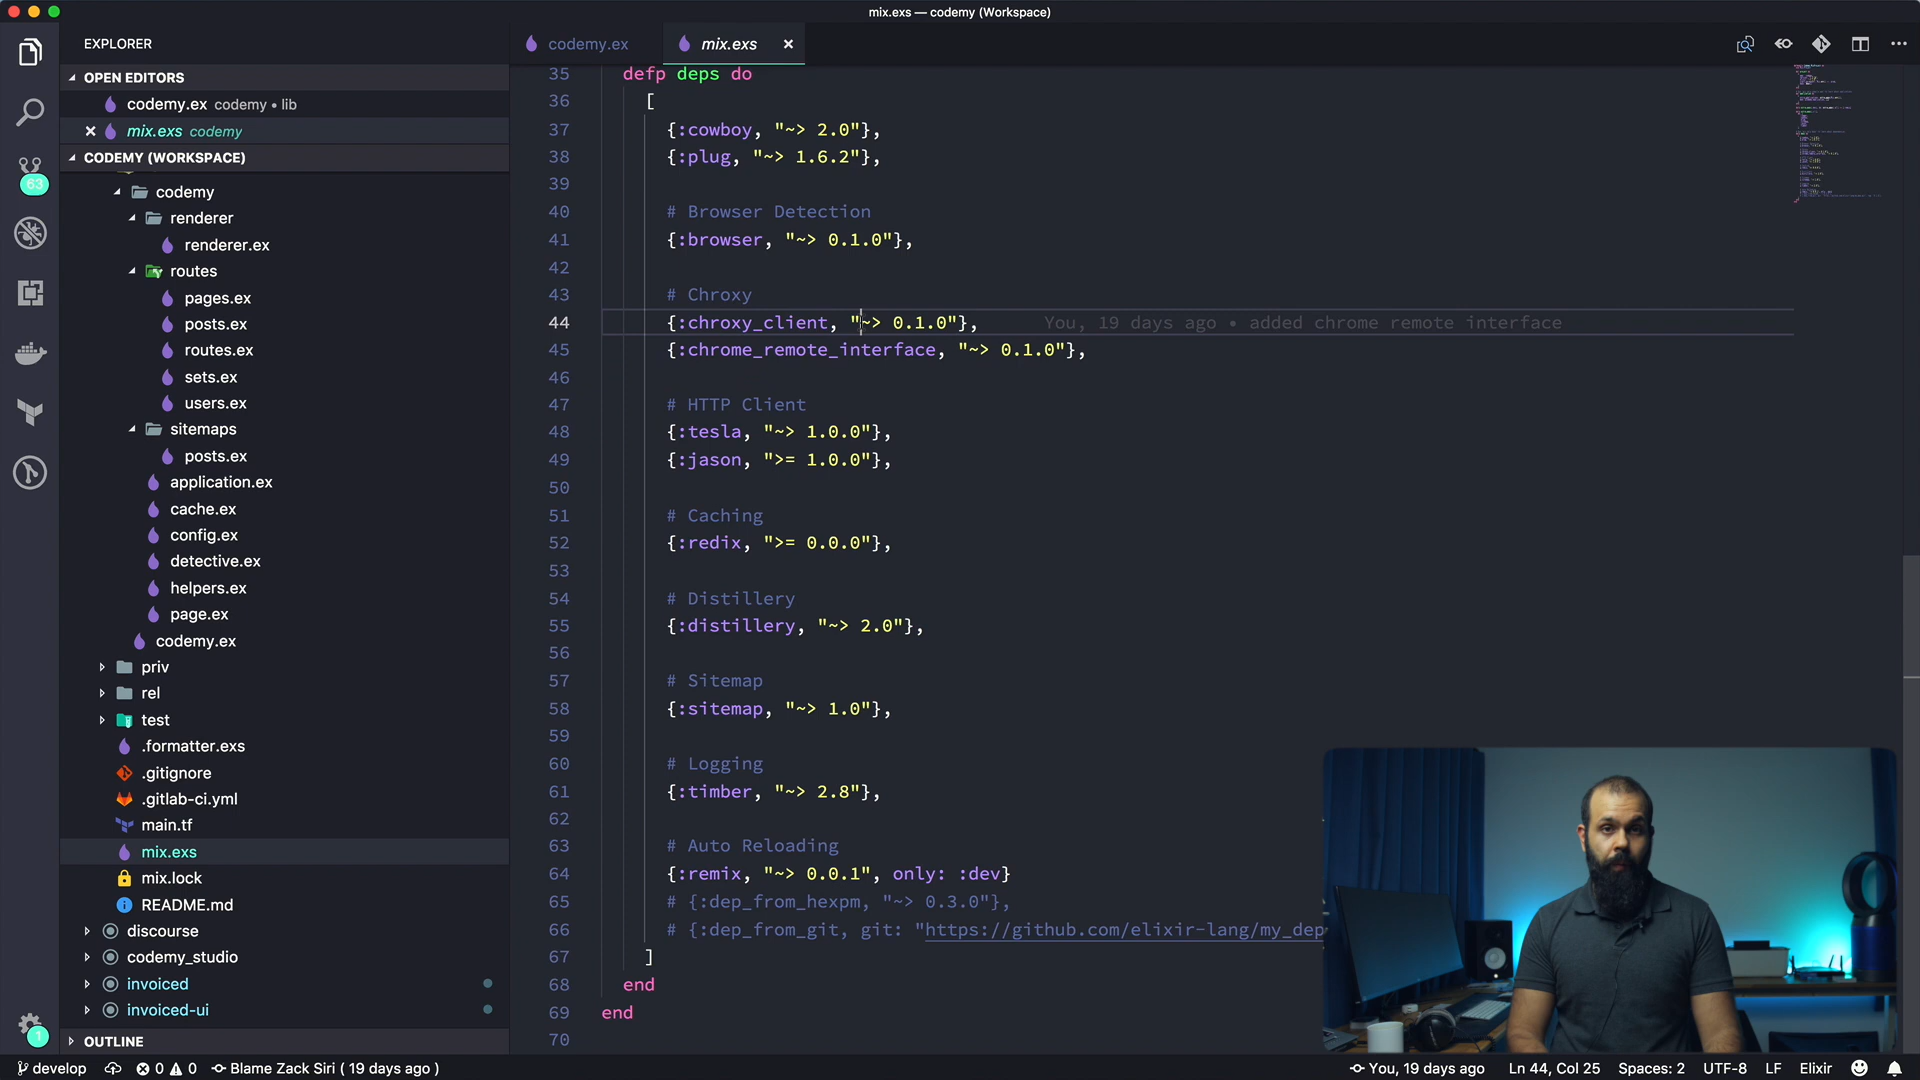 mix.exs — codemy (Workspace)
EXPLORER
OPEN EDITORS
codemy.ex codemy • lib
mix.exs codemy
CODEMY (WORKSPACE)
codemy
renderer
renderer.ex
routes
pages.ex
posts.ex
routes.ex
sets.ex
users.ex
sitemaps
posts.ex
application.ex
cache.ex
config.ex
detective.ex
helpers.ex
page.ex
codemy.ex
priv
rel
test
.formatter.exs
.gitignore
.gitlab-ci.yml
main.tf
mix.exs
mix.lock
README.md
discourse
codemy_studio
invoiced
invoiced-ui
OUTLINE
63
1
codemy.ex
mix.exs
35 defp deps do
36 [
37 {:cowboy, "~> 2.0"},
38 {:plug, "~> 1.6.2"},
39
40 # Browser Detection
41 {:browser, "~> 0.1.0"},
42
43 # Chroxy
44 {:chroxy_client, "~> 0.1.0"}, You, 19 days ago • added chrome remote interface
45 {:chrome_remote_interface, "~> 0.1.0"},
46
47 # HTTP Client
48 {:tesla, "~> 1.0.0"},
49 {:jason, ">= 1.0.0"},
50
51 # Caching
52 {:redix, ">= 0.0.0"},
53
54 # Distillery
55 {:distillery, "~> 2.0"},
56
57 # Sitemap
58 {:sitemap, "~> 1.0"},
59
60 # Logging
61 {:timber, "~> 2.8"},
62
63 # Auto Reloading
64 {:remix, "~> 0.0.1", only: :dev}
65 # {:dep_from_hexpm, "~> 0.3.0"},
66 # {:dep_from_git, git: "https://github.com/elixir-lang/my_dep
67 ]
68 end
69 end
70
develop 0 0 Blame Zack Siri ( 19 days ago ) You, 19 days ago Ln 44, Col 25 Spaces: 2 UTF-8 LF Elixir